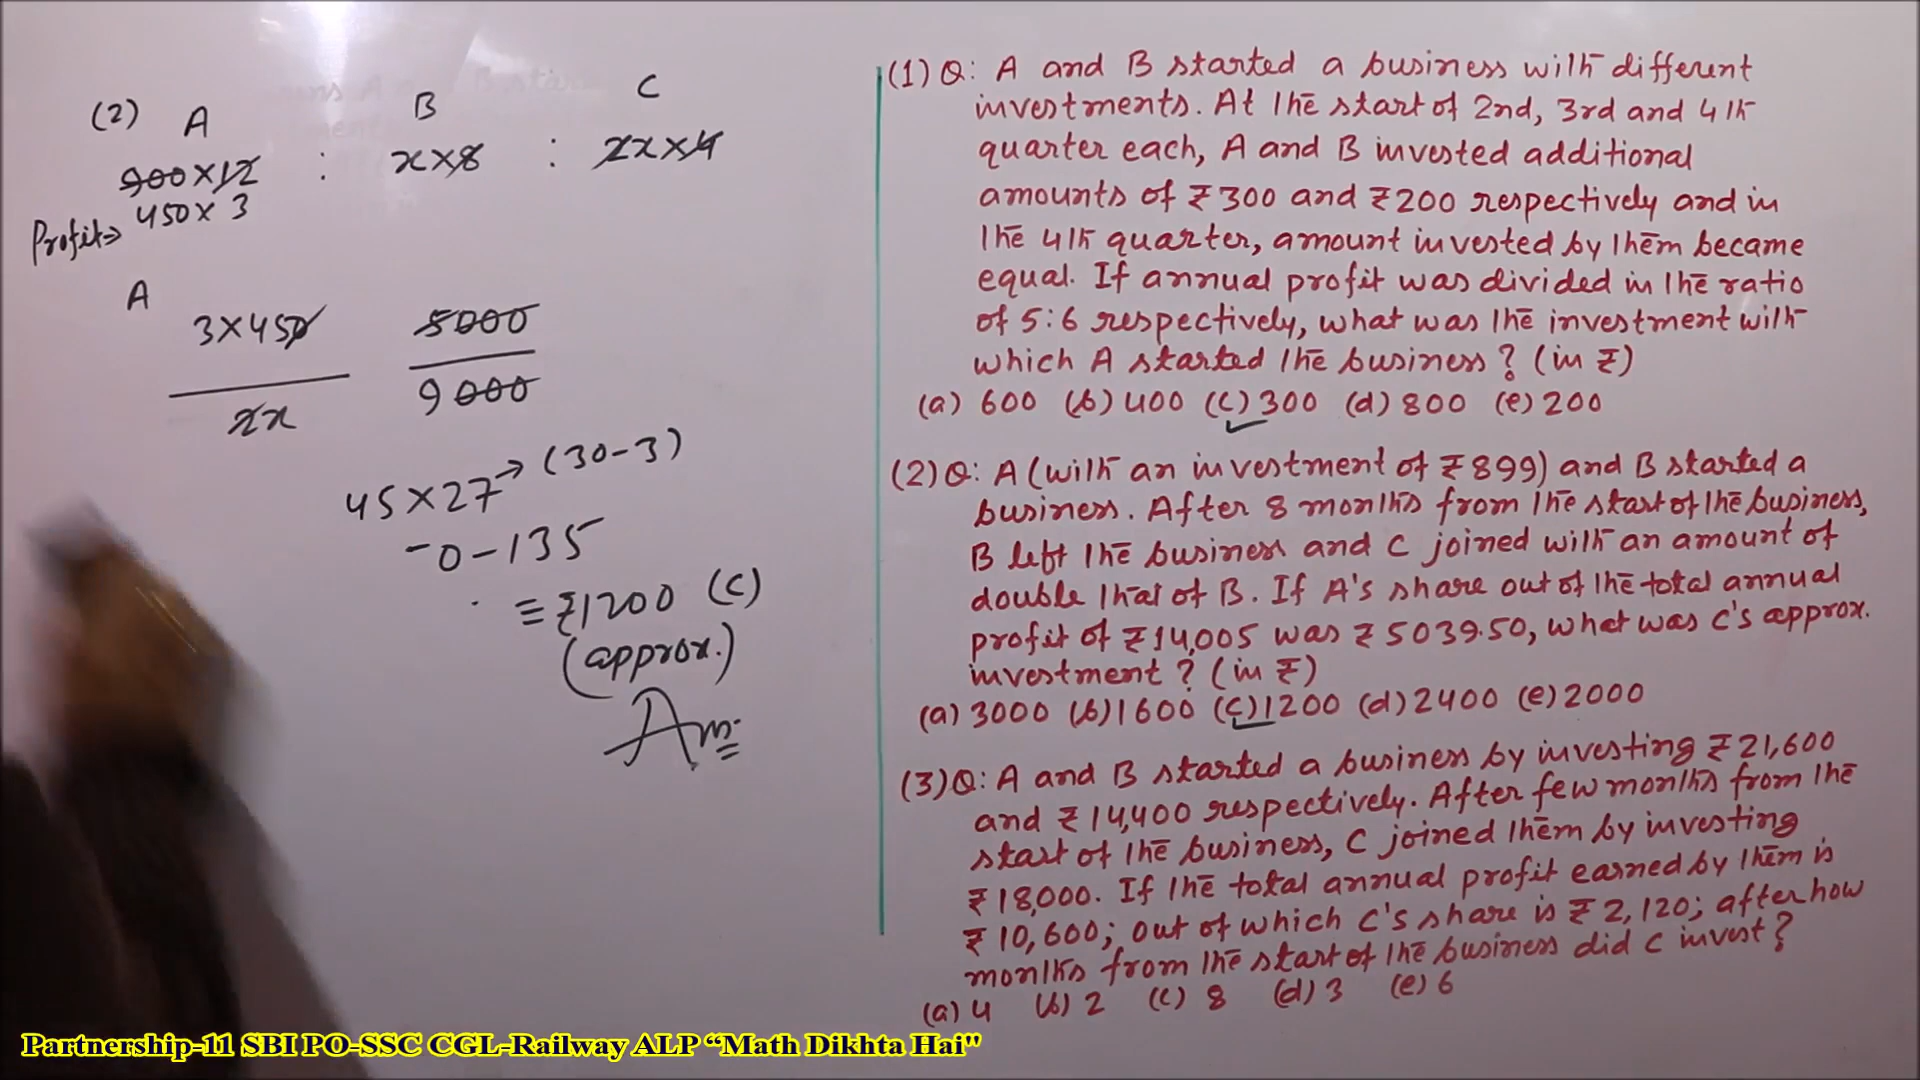 (2) A B C
900×12 : x×8 : 2x×4
450×3
Profit⇒
A
3×450 5000
2x 9000
45×27→(30-3)
-0-135
= ₹1200 (C)
(approx.)
Ans.
(1) Q: A and B started a business with different
investments. At the start of 2nd, 3rd and 4th
quarter each, A and B invested additional
amounts of ₹300 and ₹200 respectively and in
the 4th quarter, amount invested by them became
equal. If annual profit was divided in the ratio
of 5:6 respectively, what was the investment with
which A started the business? (in ₹)
(a) 600 (b) 400 (c) 300 (d) 800 (e) 200
(2) Q: A (with an investment of ₹899) and B started a
business. After 8 months from the start of the business,
B left the business and C joined with an amount of
double that of B. If A's share out of the total annual
profit of ₹14,005 was ₹5039.50, what was C's approx.
investment? (in ₹)
(a) 3000 (b) 1600 (c) 1200 (d) 2400 (e) 2000
(3) Q: A and B started a business by investing ₹21,600
and ₹14,400 respectively. After few months from the
start of the business, C joined them by investing
₹18,000. If the total annual profit earned by them is
₹10,600; out of which C's share is ₹2,120; after how
months from the start of the business did C invest?
(a) 4 (b) 2 (c) 8 (d) 3 (e) 6
Partnership-11 SBI PO-SSC CGL-Railway ALP “Math Dikhta Hai"